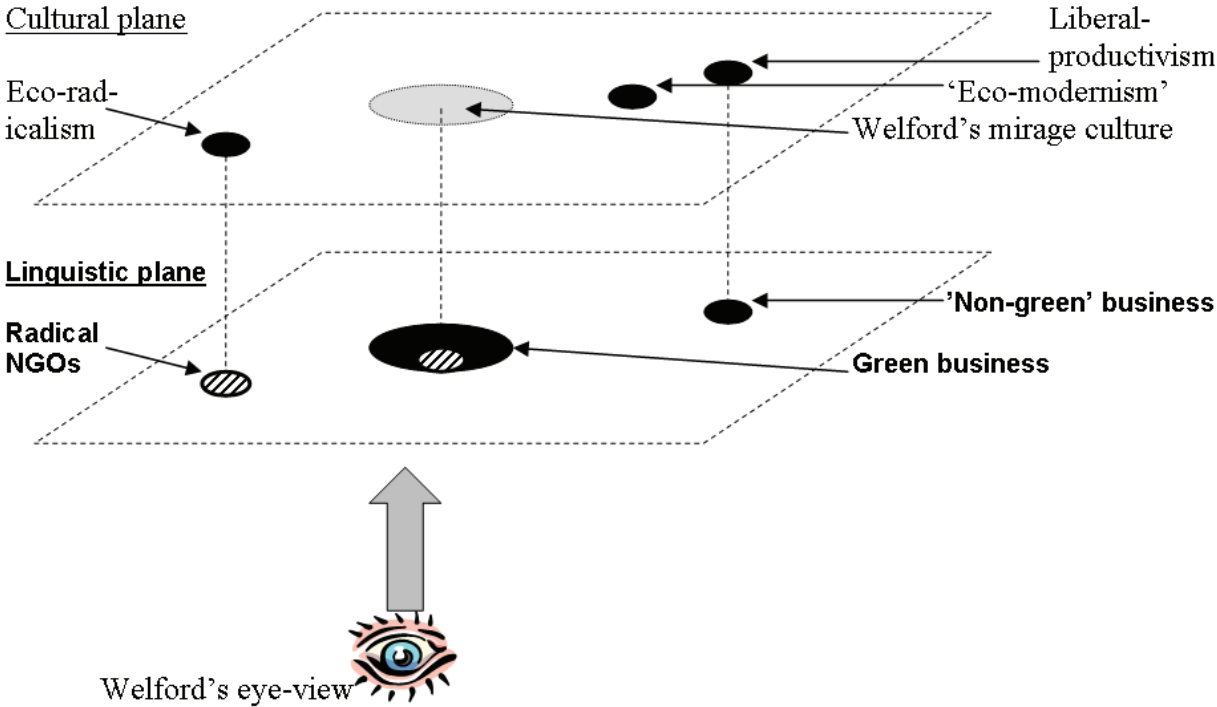 Cultural plane
Liberal-
productivism
Eco-rad-
icalism
‘Eco-modernism’
Welford’s mirage culture
Linguistic plane
Radical
NGOs
’Non-green’ business
Green business
Welford’s eye-view